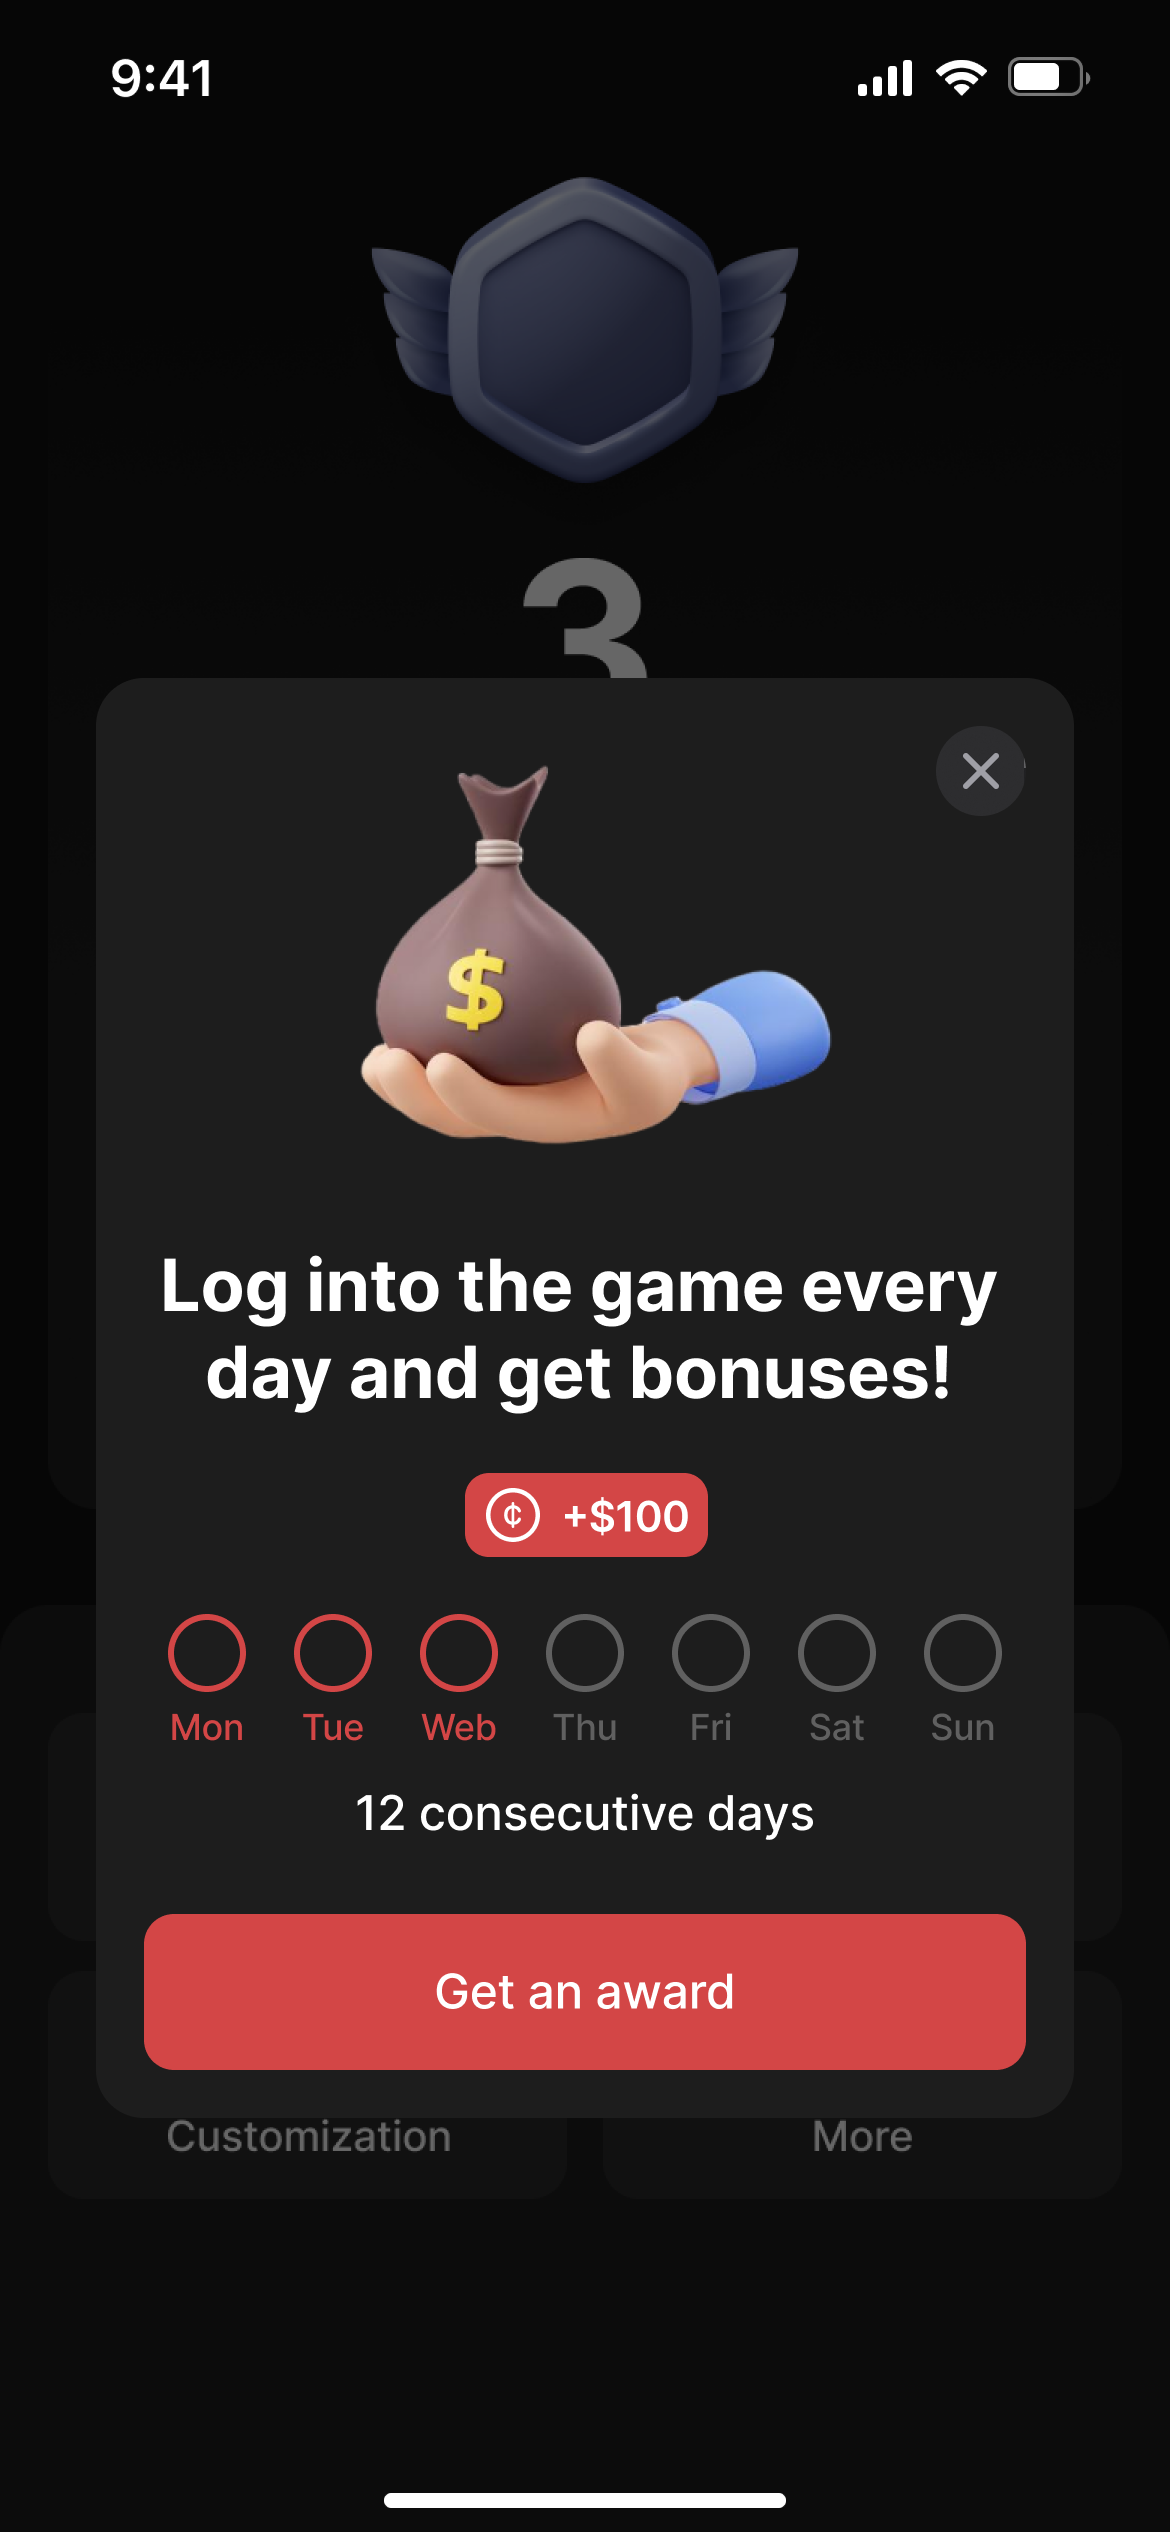 9:41
3
$
Log into the game every
day and get bonuses!
¢ +$100
Mon Tue Web Thu Fri Sat Sun
12 consecutive days
Get an award
Customization More